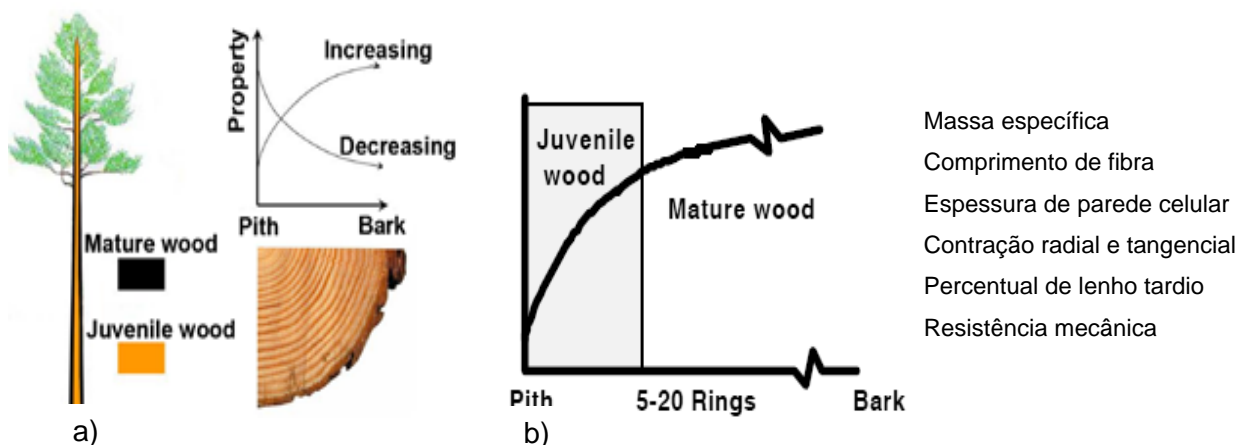 Property
Increasing
Decreasing
Pith
Bark
Mature wood
Juvenile wood
a)
Juvenile
wood
Mature wood
Pith
5-20 Rings
Bark
b)
Massa específica
Comprimento de fibra
Espessura de parede celular
Contração radial e tangencial
Percentual de lenho tardio
Resistência mecânica